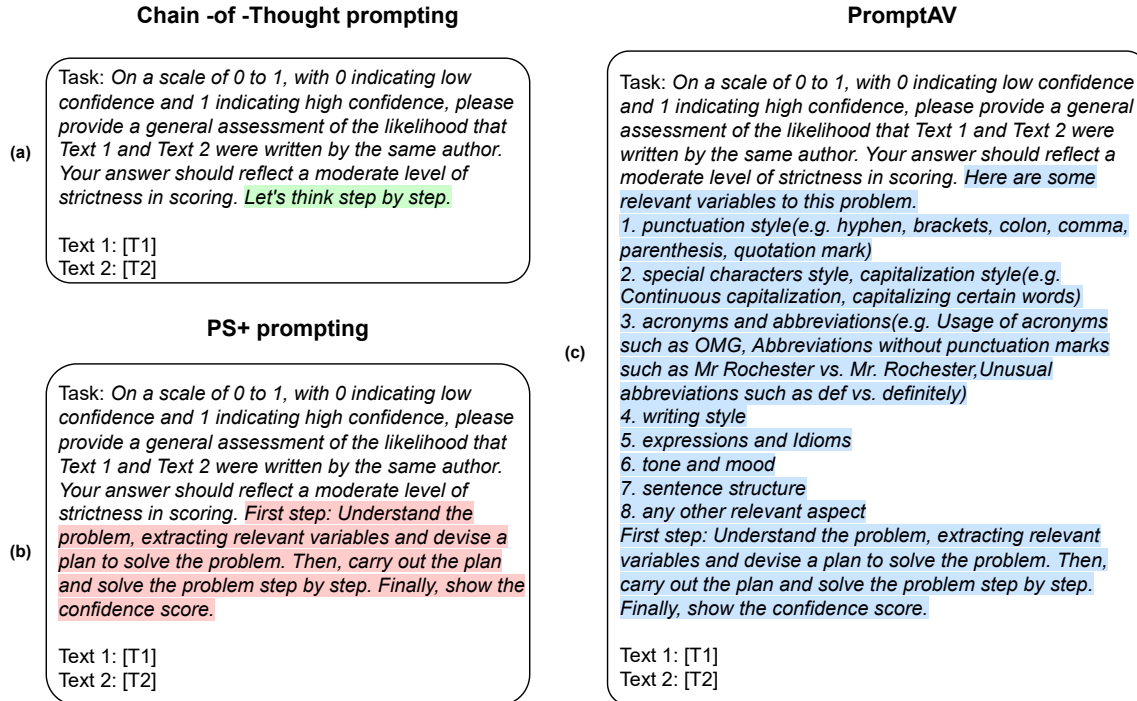 Chain -of -Thought prompting
(a)
Task: On a scale of 0 to 1, with 0 indicating low
confidence and 1 indicating high confidence, please
provide a general assessment of the likelihood that
Text 1 and Text 2 were written by the same author.
Your answer should reflect a moderate level of
strictness in scoring. Let's think step by step.
Text 1: [T1]
Text 2: [T2]
PS+ prompting
(b)
Task: On a scale of 0 to 1, with 0 indicating low
confidence and 1 indicating high confidence, please
provide a general assessment of the likelihood that
Text 1 and Text 2 were written by the same author.
Your answer should reflect a moderate level of
strictness in scoring. First step: Understand the
problem, extracting relevant variables and devise a
plan to solve the problem. Then, carry out the plan
and solve the problem step by step. Finally, show the
confidence score.
Text 1: [T1]
Text 2: [T2]
PromptAV
(c)
Task: On a scale of 0 to 1, with 0 indicating low confidence
and 1 indicating high confidence, please provide a general
assessment of the likelihood that Text 1 and Text 2 were
written by the same author. Your answer should reflect a
moderate level of strictness in scoring. Here are some
relevant variables to this problem.
1. punctuation style(e.g. hyphen, brackets, colon, comma,
parenthesis, quotation mark)
2. special characters style, capitalization style(e.g.
Continuous capitalization, capitalizing certain words)
3. acronyms and abbreviations(e.g. Usage of acronyms
such as OMG, Abbreviations without punctuation marks
such as Mr Rochester vs. Mr. Rochester,Unusual
abbreviations such as def vs. definitely)
4. writing style
5. expressions and Idioms
6. tone and mood
7. sentence structure
8. any other relevant aspect
First step: Understand the problem, extracting relevant
variables and devise a plan to solve the problem. Then,
carry out the plan and solve the problem step by step.
Finally, show the confidence score.
Text 1: [T1]
Text 2: [T2]